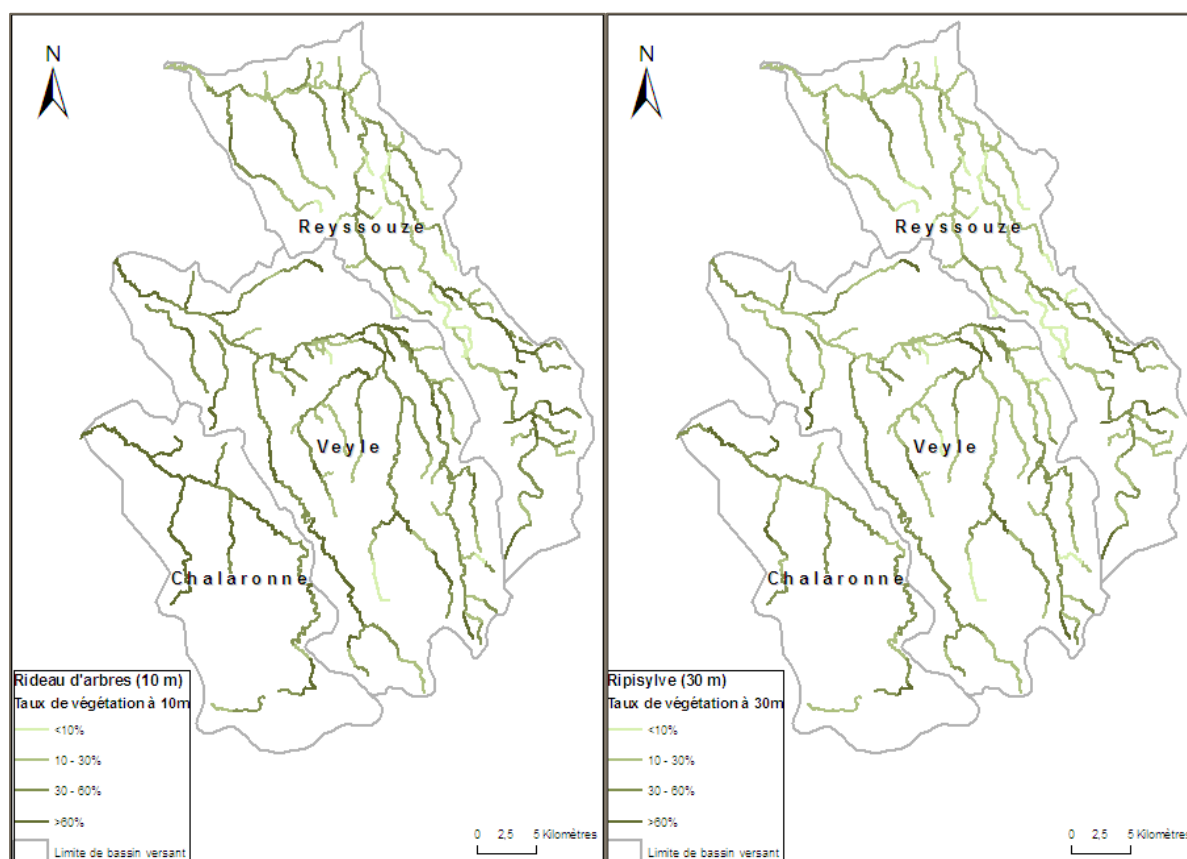 N
Reyssouze
Veyle
Chalaronne
Rideau d'arbres (10 m)
Taux de végétation à 10m
<10%
10 - 30%
30 - 60%
>60%
Limite de bassin versant
0 2,5 5 Kilomètres
N
Reyssouze
Veyle
Chalaronne
Ripisylve (30 m)
Taux de végétation à 30m
<10%
10 - 30%
30 - 60%
>60%
Limite de bassin versant
0 2,5 5 Kilomètres